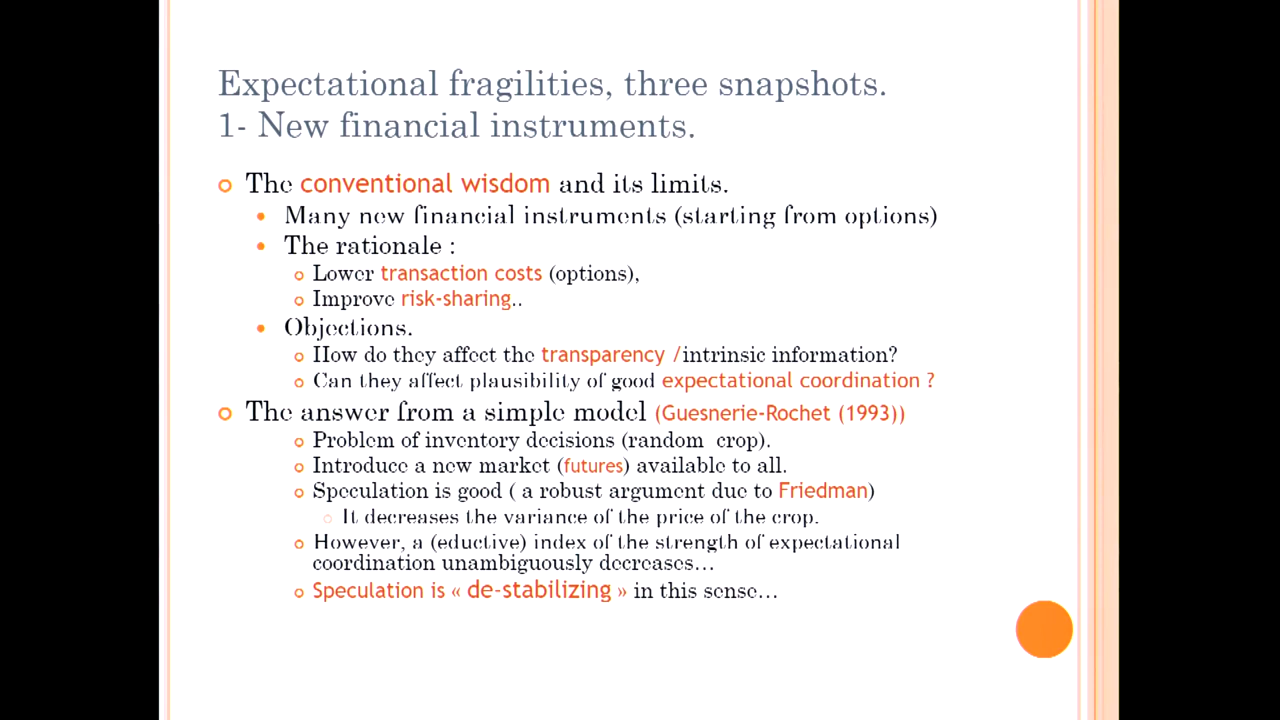 Expectational fragilities, three snapshots.
1- New financial instruments.
The conventional wisdom and its limits.
Many new financial instruments (starting from options)
The rationale :
Lower transaction costs (options),
Improve risk-sharing..
Objections.
How do they affect the transparency /intrinsic information?
Can they affect plausibility of good expectational coordination ?
The answer from a simple model (Guesnerie-Rochet (1993))
Problem of inventory decisions (random crop).
Introduce a new market (futures) available to all.
Speculation is good ( a robust argument due to Friedman)
It decreases the variance of the price of the crop.
However, a (eductive) index of the strength of expectational
coordination unambiguously decreases…
Speculation is « de-stabilizing » in this sense…